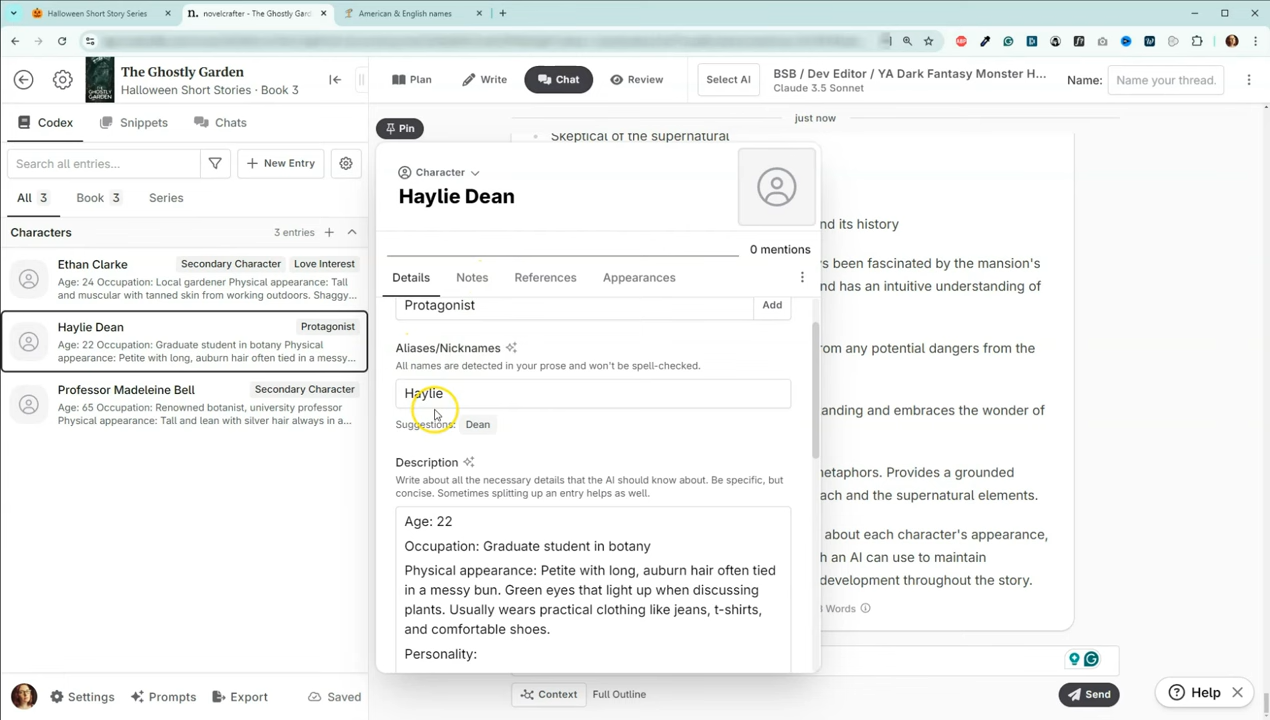 Halloween Short Story Series
novelcrafter - The Ghostly Gard
American & English names
The Ghostly Garden
Halloween Short Stories - Book 3
Plan
Write
Chat
Review
Select AI
BSB / Dev Editor / YA Dark Fantasy Monster H...
Claude 3.5 Sonnet
Name:
Name your thread.
Codex
Snippets
Chats
Search all entries...
+ New Entry
All 3
Book 3
Series
Characters
3 entries
Ethan Clarke
Secondary Character
Love Interest
Age: 24 Occupation: Local gardener Physical appearance: Tall
and muscular with tanned skin from working outdoors. Shaggy...
Haylie Dean
Protagonist
Age: 22 Occupation: Graduate student in botany Physical
appearance: Petite with long, auburn hair often tied in a messy...
Professor Madeleine Bell
Secondary Character
Age: 65 Occupation: Renowned botanist, university professor
Physical appearance: Tall and lean with silver hair always in a...
Settings
Prompts
Export
Saved
Pin
Character
Haylie Dean
0 mentions
Details
Notes
References
Appearances
Protagonist
Add
Aliases/Nicknames
All names are detected in your prose and won't be spell-checked.
Haylie
Suggestions:
Dean
Description
Write about all the necessary details that the AI should know about. Be specific, but
concise. Sometimes splitting up an entry helps as well.
Age: 22
Occupation: Graduate student in botany
Physical appearance: Petite with long, auburn hair often tied
in a messy bun. Green eyes that light up when discussing
plants. Usually wears practical clothing like jeans, t-shirts,
and comfortable shoes.
Personality:
just now
Skeptical of the supernatural
nd its history
s been fascinated by the mansion's
nd has an intuitive understanding of
rom any potential dangers from the
anding and embraces the wonder of
metaphors. Provides a grounded
ach and the supernatural elements.
about each character's appearance,
h an AI can use to maintain
development throughout the story.
Words
Context
Full Outline
Send
Help